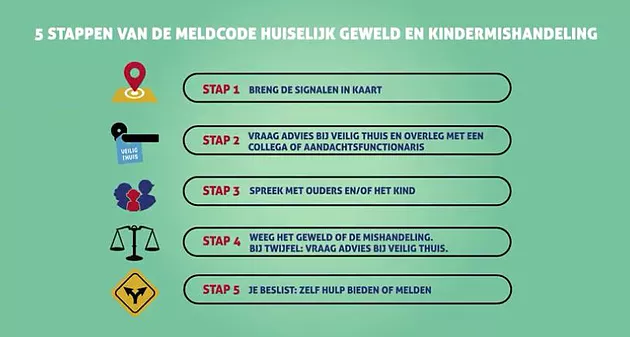 5 STAPPEN VAN DE MELDCODE HUISELIJK GEWELD EN KINDERMISHANDELING
STAP 1 BRENG DE SIGNALEN IN KAART
VEILIG
THUIS
STAP 2 VRAAG ADVIES BIJ VEILIG THUIS EN OVERLEG MET EEN
COLLEGA OF AANDACHTSFUNCTIONARIS
STAP 3 SPREEK MET OUDERS EN/OF HET KIND
STAP 4 WEEG HET GEWELD OF DE MISHANDELING.
BIJ TWIJFEL: VRAAG ADVIES BIJ VEILIG THUIS.
STAP 5 JE BESLIST: ZELF HULP BIEDEN OF MELDEN